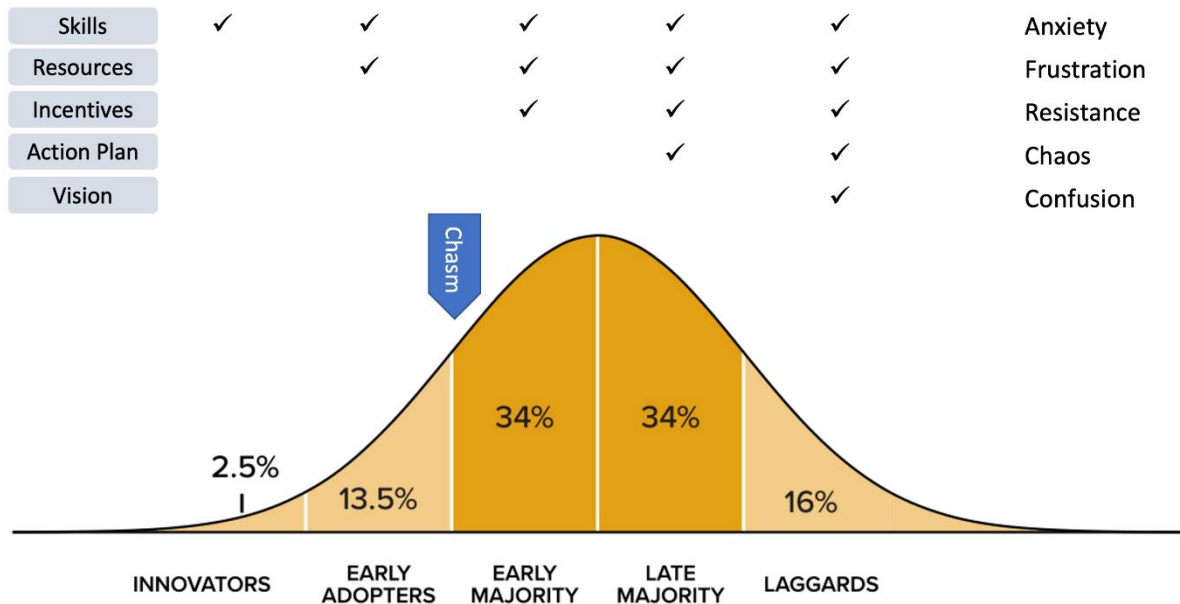 Skills ✓ ✓ ✓ ✓ ✓ Anxiety
Resources ✓ ✓ ✓ ✓ Frustration
Incentives ✓ ✓ ✓ Resistance
Action Plan ✓ ✓ Chaos
Vision ✓ Confusion
Chasm
34% 34%
2.5%
13.5% 16%
INNOVATORS
EARLY
ADOPTERS
EARLY
MAJORITY
LATE
MAJORITY
LAGGARDS